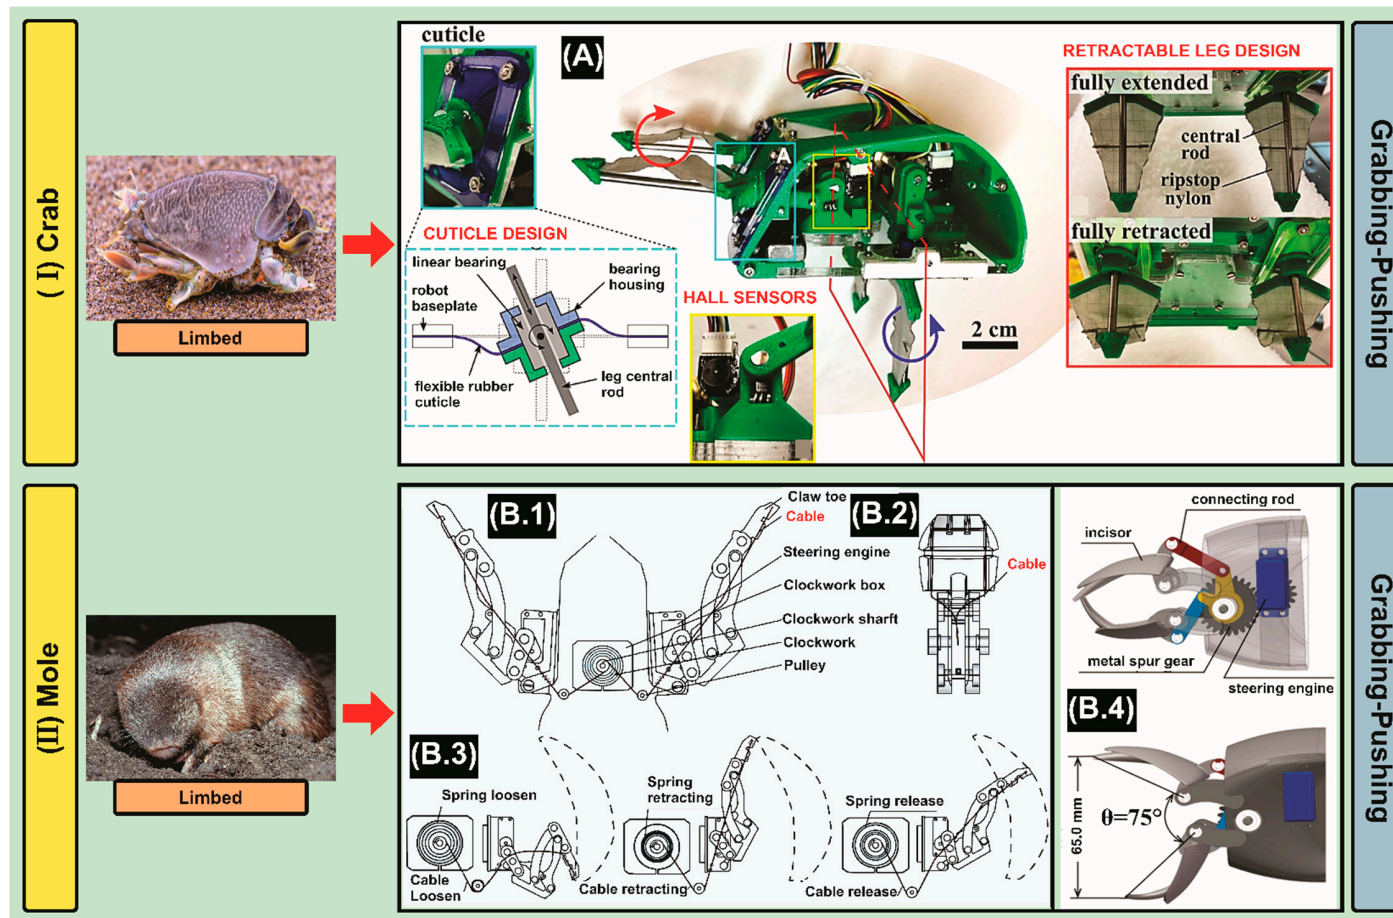 (I) Crab
Limbed
cuticle
(A)
A
CUTICLE DESIGN
linear bearing
robot
baseplate
bearing
housing
flexible rubber
cuticle
leg central
rod
HALL SENSORS
2 cm
RETRACTABLE LEG DESIGN
fully extended
central
rod
ripstop
nylon
fully retracted
Grabbing-Pushing
(II) Mole
Limbed
(B.1)
Claw toe
Cable
Steering engine
Clockwork box
Clockwork sharft
Clockwork
Pulley
(B.2)
Cable
(B.3)
Spring loosen
Cable
Loosen
Spring
retracting
Cable retracting
Spring release
Cable release
connecting rod
incisor
metal spur gear
steering engine
(B.4)
θ=75°
65.0 mm
Grabbing-Pushing